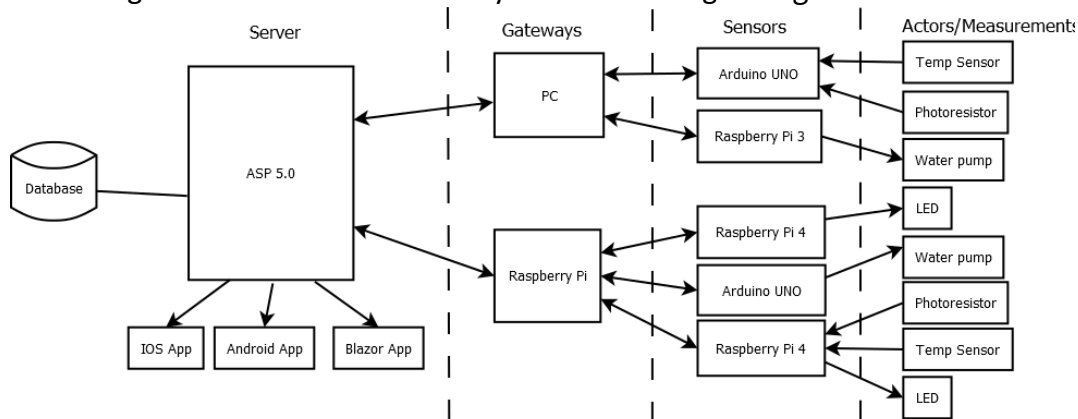 Server
Gateways
Sensors
Actors/Measurements
Database
ASP 5.0
IOS App
Android App
Blazor App
PC
Raspberry Pi
Arduino UNO
Raspberry Pi 3
Raspberry Pi 4
Arduino UNO
Raspberry Pi 4
Temp Sensor
Photoresistor
Water pump
LED
Water pump
Photoresistor
Temp Sensor
LED